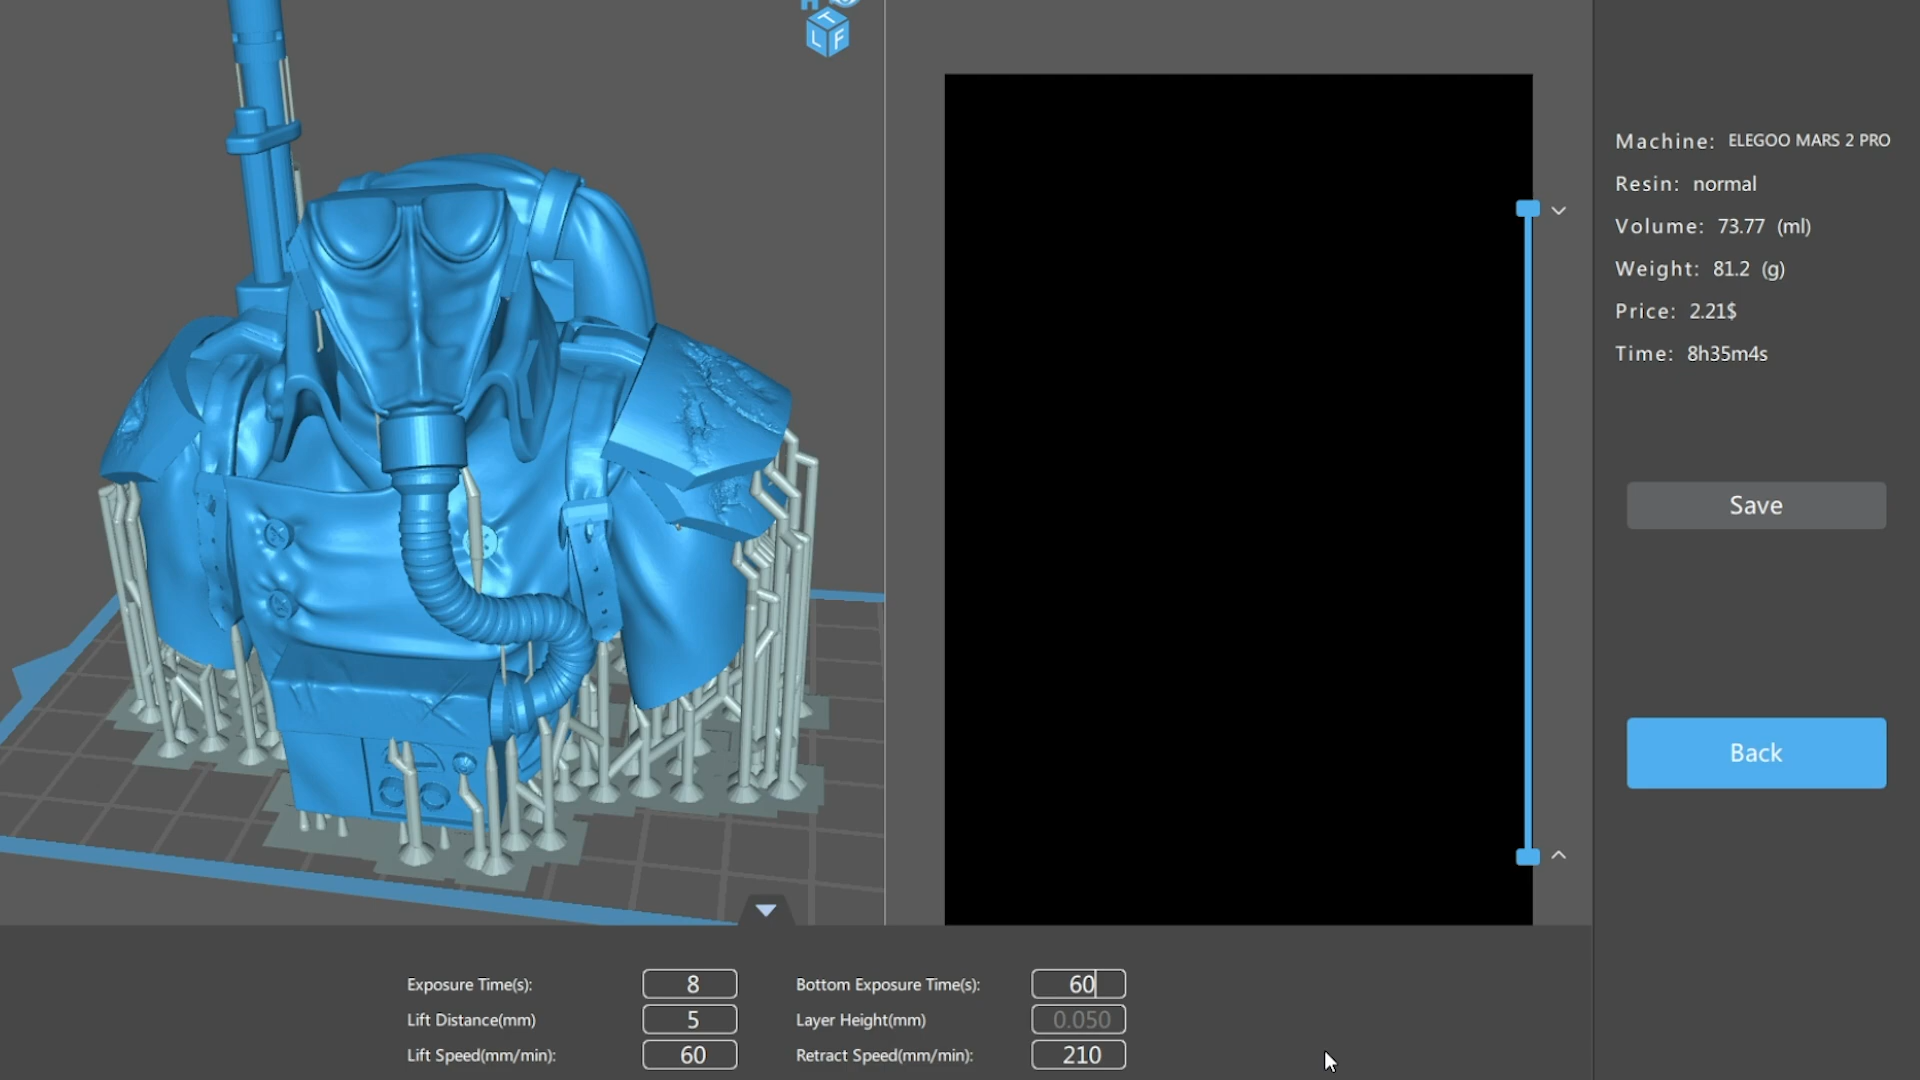 T
L F
Machine: ELEGOO MARS 2 PRO
Resin: normal
Volume: 73.77 (ml)
Weight: 81.2 (g)
Price: 2.21$
Time: 8h35m4s
Save
Back
Exposure Time(s): 8 Bottom Exposure Time(s): 60
Lift Distance(mm) 5 Layer Height(mm) 0.050
Lift Speed(mm/min): 60 Retract Speed(mm/min): 210